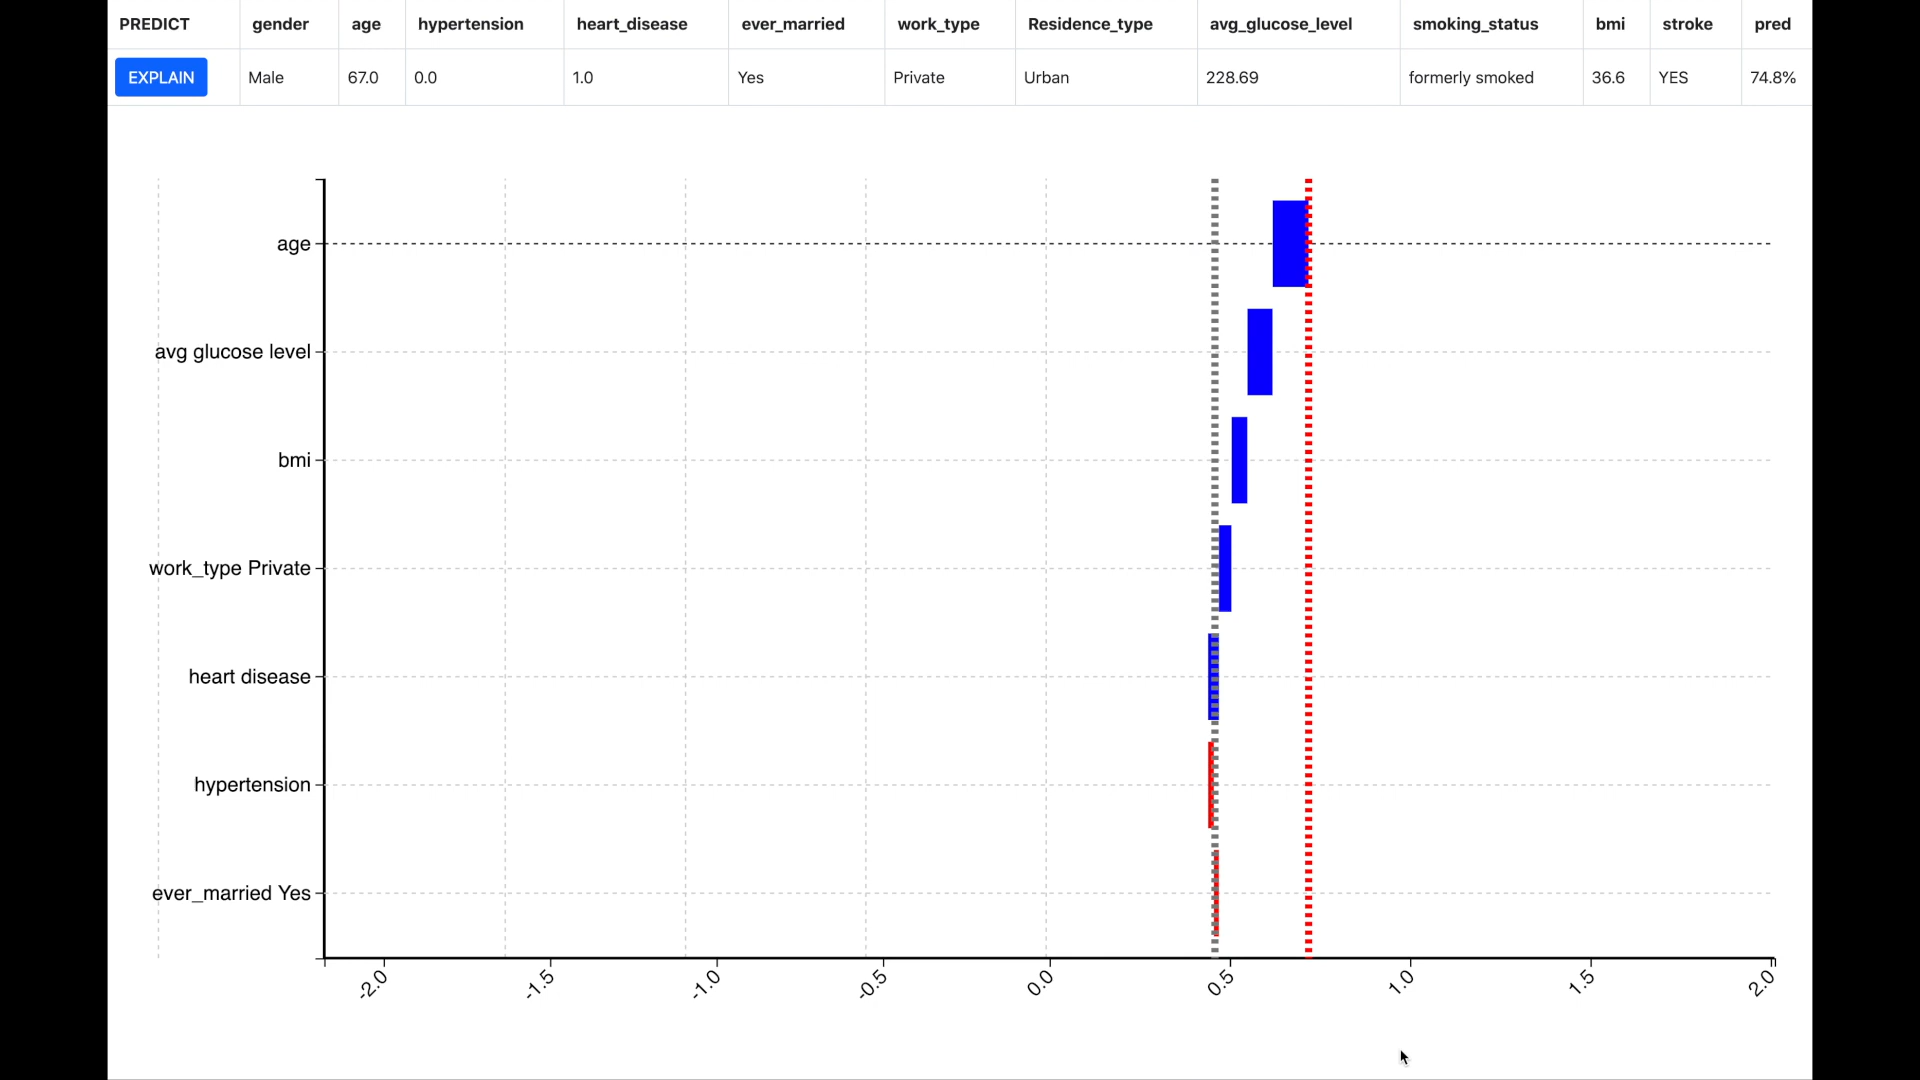 PREDICT gender age hypertension heart_disease ever_married work_type Residence_type avg_glucose_level smoking_status bmi stroke pred
EXPLAIN Male 67.0 0.0 1.0 Yes Private Urban 228.69 formerly smoked 36.6 YES 74.8%
age
avg glucose level
bmi
work_type Private
heart disease
hypertension
ever_married Yes
-2.0 -1.5 -1.0 -0.5 0.0 0.5 1.0 1.5 2.0